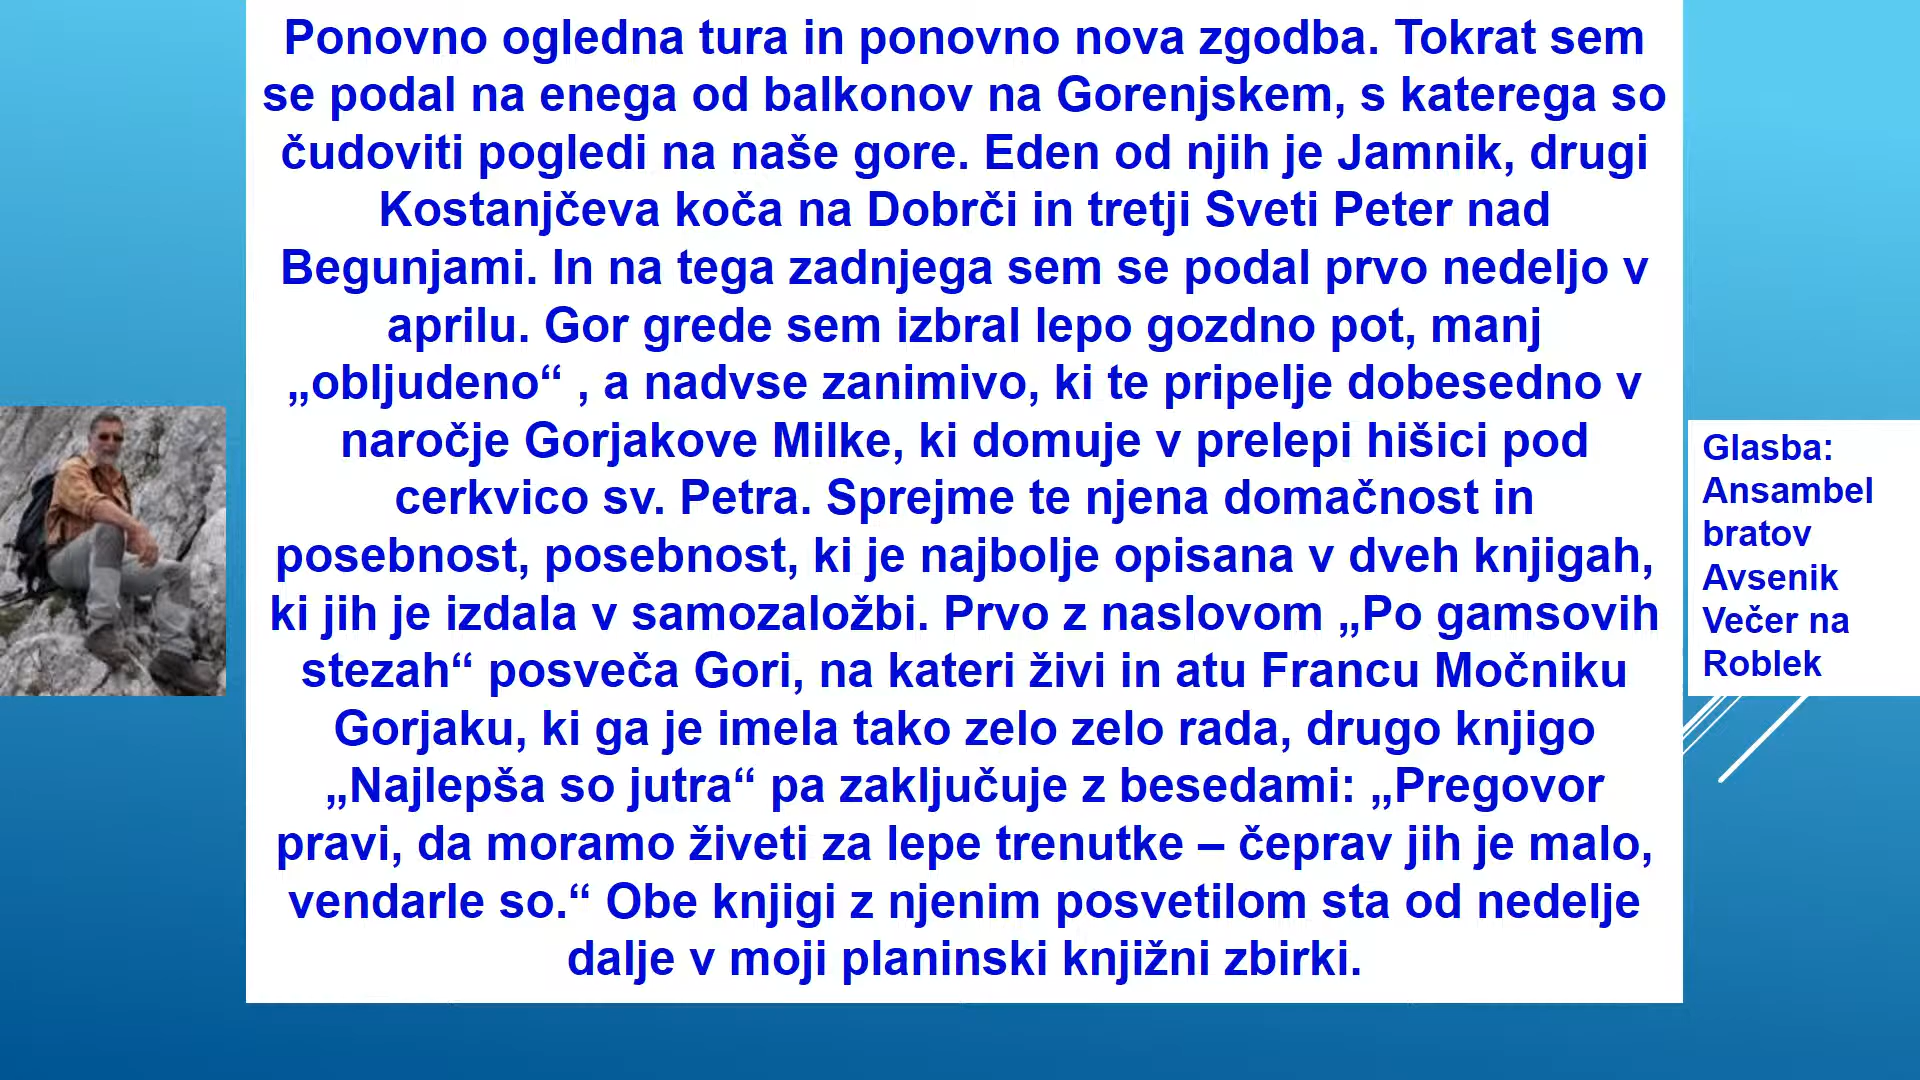 Ponovno ogledna tura in ponovno nova zgodba. Tokrat sem
se podal na enega od balkonov na Gorenjskem, s katerega so
čudoviti pogledi na naše gore. Eden od njih je Jamnik, drugi
Kostanjčeva koča na Dobrči in tretji Sveti Peter nad
Begunjami. In na tega zadnjega sem se podal prvo nedeljo v
aprilu. Gor grede sem izbral lepo gozdno pot, manj
„obljudeno“ , a nadvse zanimivo, ki te pripelje dobesedno v
naročje Gorjakove Milke, ki domuje v prelepi hišici pod
cerkvico sv. Petra. Sprejme te njena domačnost in
posebnost, posebnost, ki je najbolje opisana v dveh knjigah,
ki jih je izdala v samozaložbi. Prvo z naslovom „Po gamsovih
stezah“ posveča Gori, na kateri živi in atu Francu Močniku
Gorjaku, ki ga je imela tako zelo zelo rada, drugo knjigo
„Najlepša so jutra“ pa zaključuje z besedami: „Pregovor
pravi, da moramo živeti za lepe trenutke – čeprav jih je malo,
vendarle so.“ Obe knjigi z njenim posvetilom sta od nedelje
dalje v moji planinski knjižni zbirki.
Glasba:
Ansambel
bratov
Avsenik
Večer na
Roblek